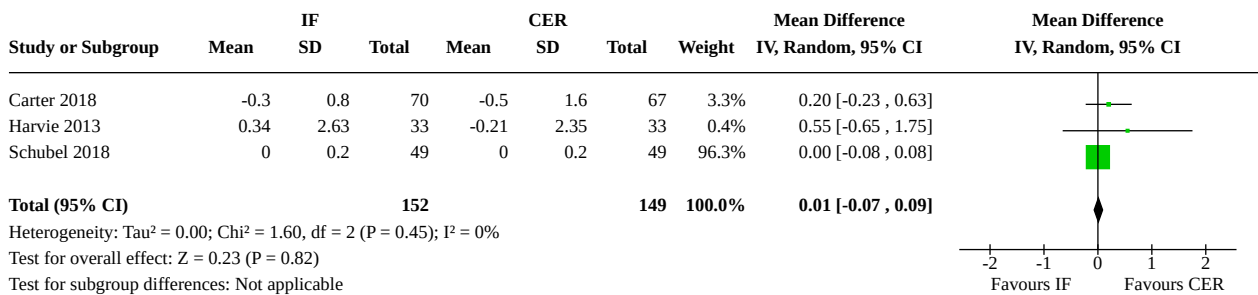 IF CER Mean Difference Mean Difference
Study or Subgroup Mean SD Total Mean SD Total Weight IV, Random, 95% CI IV, Random, 95% CI
Carter 2018 -0.3 0.8 70 -0.5 1.6 67 3.3% 0.20 [-0.23 , 0.63]
Harvie 2013 0.34 2.63 33 -0.21 2.35 33 0.4% 0.55 [-0.65 , 1.75]
Schubel 2018 0 0.2 49 0 0.2 49 96.3% 0.00 [-0.08 , 0.08]
Total (95% CI) 152 149 100.0% 0.01 [-0.07 , 0.09]
Heterogeneity: Tau² = 0.00; Chi² = 1.60, df = 2 (P = 0.45); I² = 0%
Test for overall effect: Z = 0.23 (P = 0.82)
-2 -1 0 1 2
Test for subgroup differences: Not applicable
Favours IF Favours CER